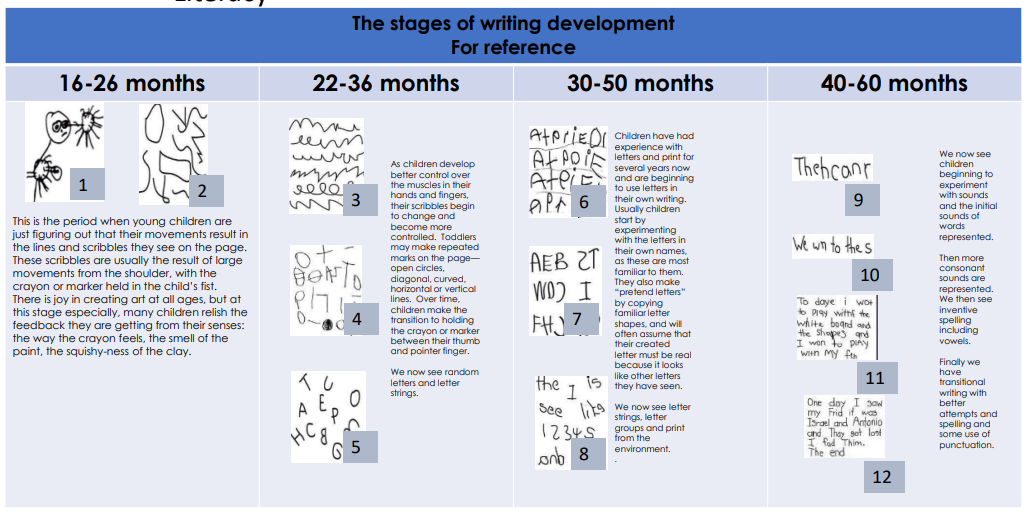 Literacy
The stages of writing development
For reference
16-26 months
22-36 months
30-50 months
40-60 months
1
2
This is the period when young children are
just figuring out that their movements result in
the lines and scribbles they see on the page.
These scribbles are usually the result of large
movements from the shoulder, with the
crayon or marker held in the child's fist.
There is joy in creating art at all ages, but at
this stage especially, many children relish the
feedback they are getting from their senses:
the way the crayon feels, the smell of the
paint, the squishy-ness of the clay.
3
4
T U
A E P O
H C B
G
5
As children develop
better control over
the muscles in their
hands and fingers,
their scribbles begin
to change and
become more
controlled. Toddlers
may make repeated
marks on the page—
open circles,
diagonal, curved,
horizontal or vertical
lines. Over time,
children make the
transition to holding
the crayon or marker
between their thumb
and pointer finger.
We now see random
letters and letter
strings.
6
AEB
7
the I is
see
12345
8
Children have had
experience with
letters and print for
several years now
and are beginning
to use letters in
their own writing.
Usually children
start by
experimenting
with the letters in
their own names,
as these are most
familiar to them.
They also make
"pretend letters"
by copying
familiar letter
shapes, and will
often assume that
their created
letter must be real
because it looks
like other letters
they have seen.
We now see letter
strings, letter
groups and print
from the
environment.
.
Thehcanr
9
We wn to the s
10
To daye i wot
to play witht the
white board and
the shapes and
I won to play
with My
11
One day I saw
my Frid it was
Israel and Antonio
and They got lost
I fod Thim.
The end
12
We now see
children
beginning to
experiment
with sounds
and the initial
sounds of
words
represented.
Then more
consonant
sounds are
represented.
We then see
inventive
spelling
including
vowels.
Finally we
have
transitional
writing with
better
attempts and
spelling and
some use of
punctuation.